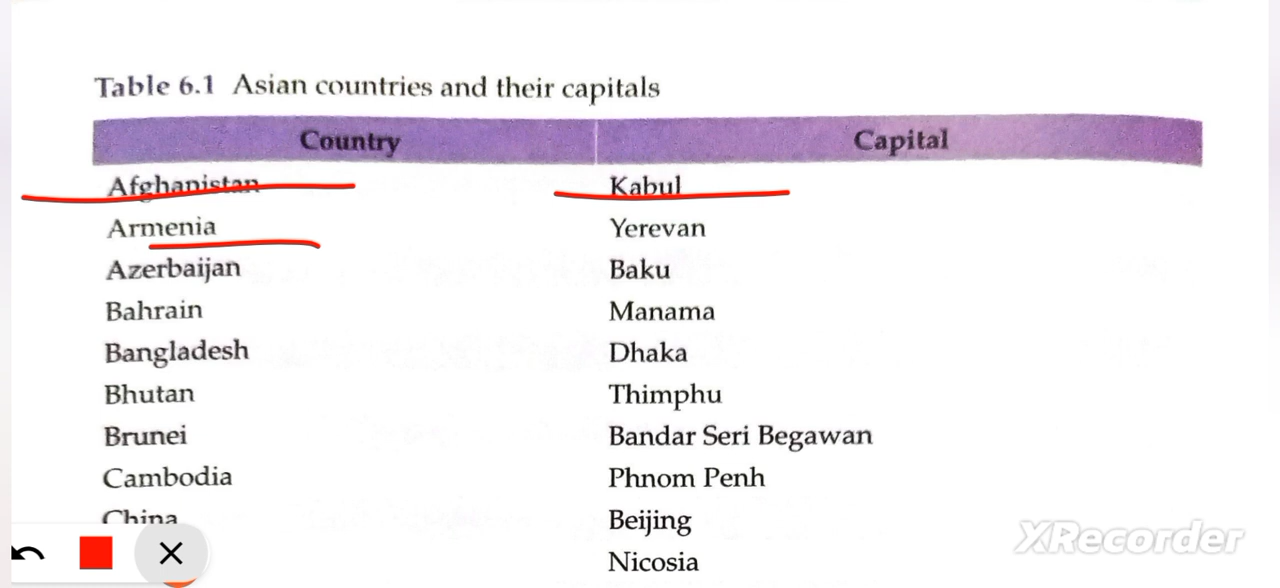 Table 6.1 Asian countries and their capitals
Country Capital
Afghanistan Kabul
Armenia Yerevan
Azerbaijan Baku
Bahrain Manama
Bangladesh Dhaka
Bhutan Thimphu
Brunei Bandar Seri Begawan
Cambodia Phnom Penh
China Beijing
Nicosia
XRecorder